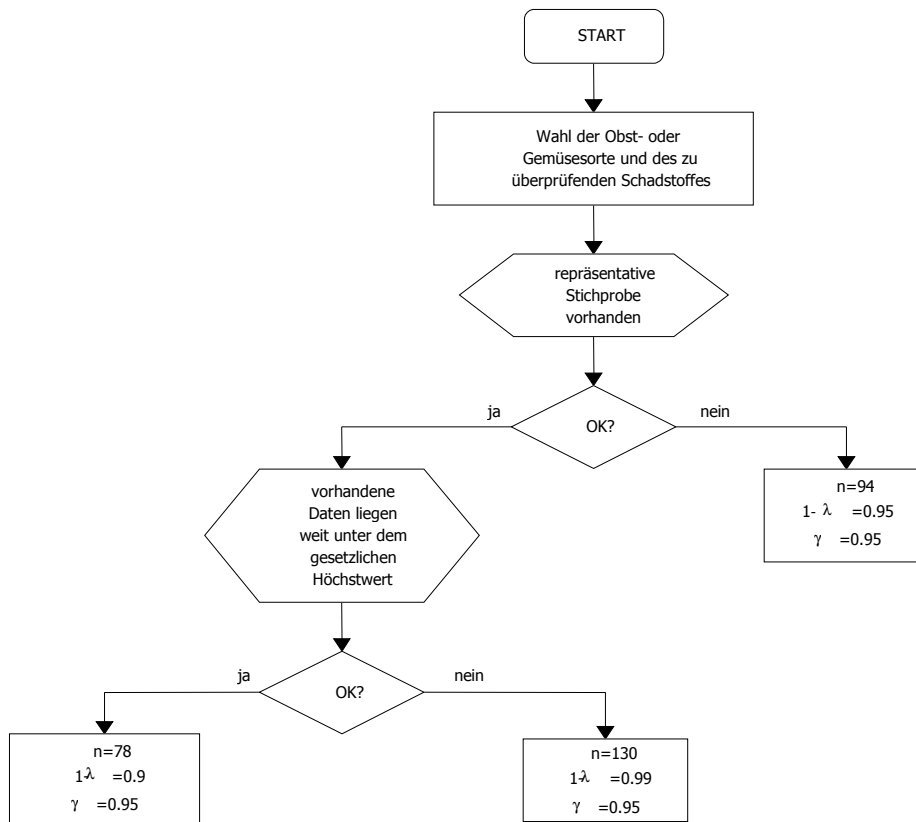 START
Wahl der Obst- oder
Gemüsesorte und des zu
überprüfenden Schadstoffes
repräsentative
Stichprobe
vorhanden
ja
OK?
nein
vorhandene
Daten liegen
weit unter dem
gesetzlichen
Höchstwert
n=94
1- λ =0.95
γ =0.95
ja
OK?
nein
n=78
1-λ =0.9
γ =0.95
n=130
1-λ =0.99
γ =0.95